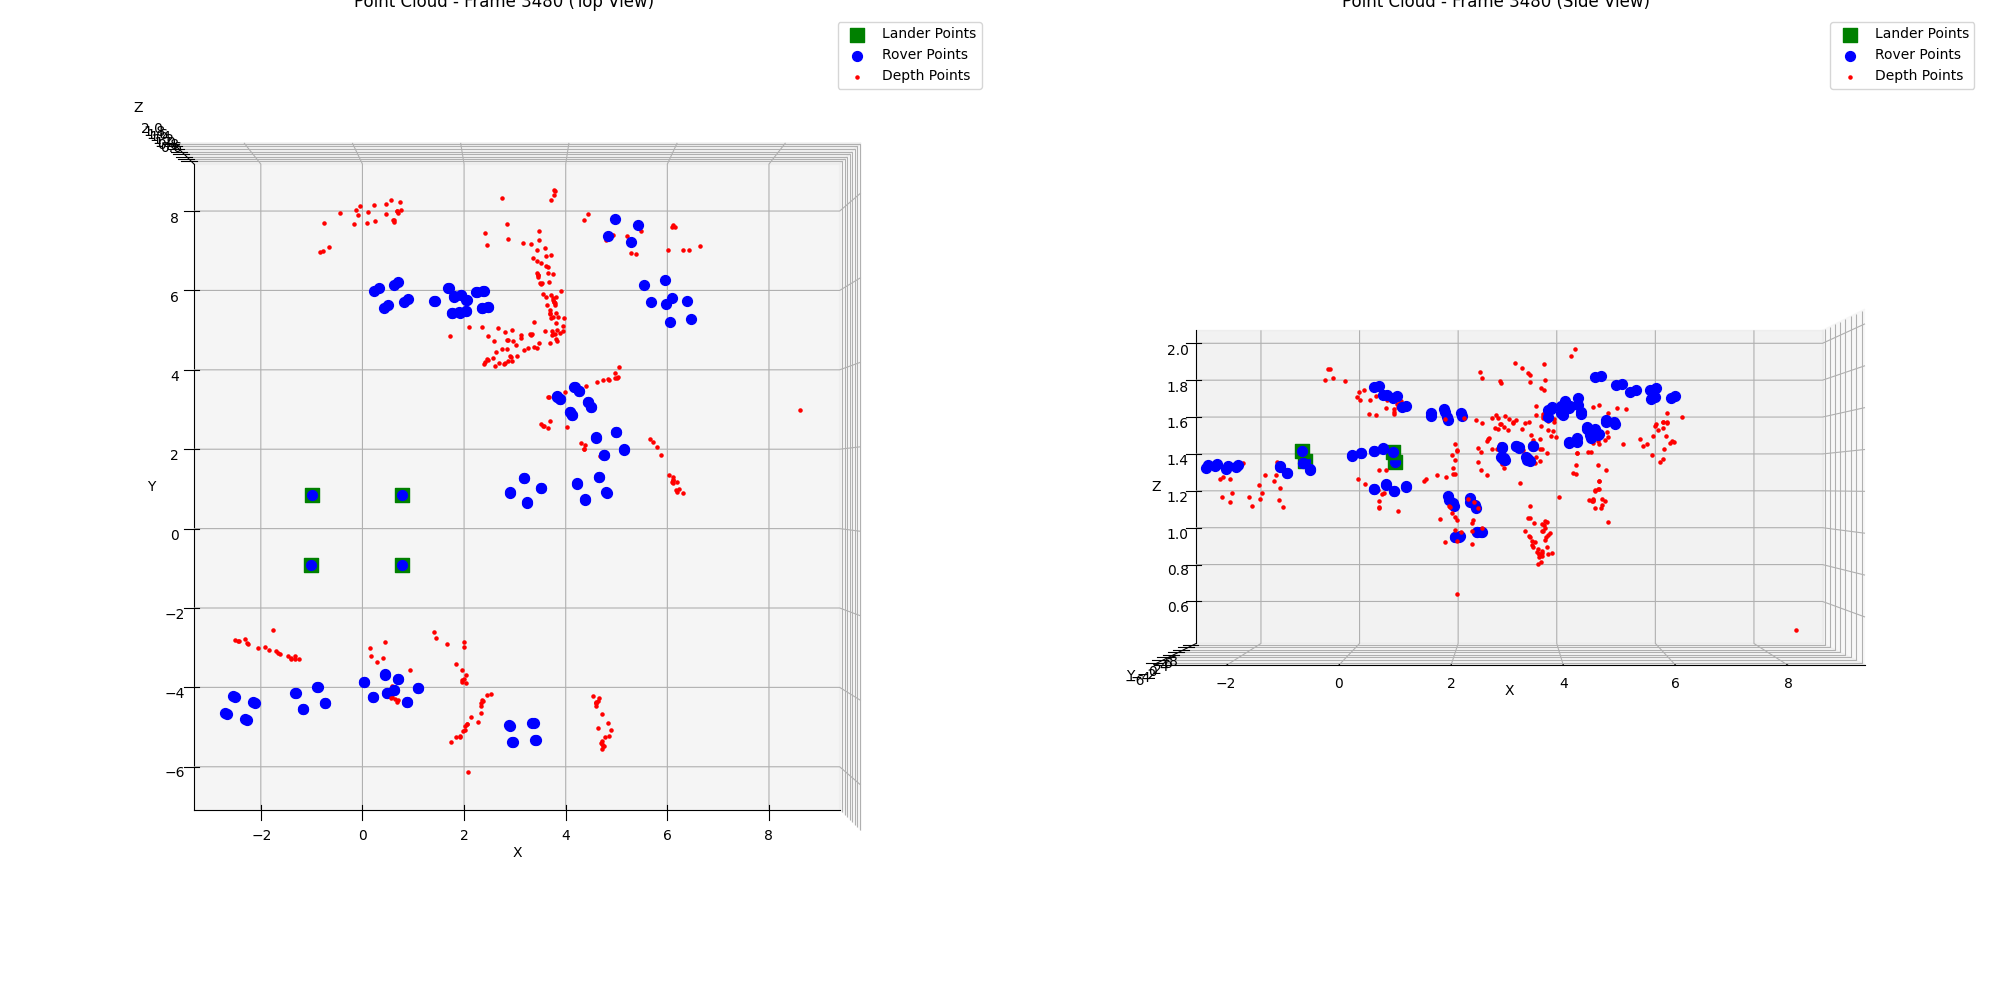 Point Cloud - Frame 3480 (Top View)
Lander Points
Rover Points
Depth Points
Z
2.0
8
6
4
2
0
−2
−4
−6
Y
−2
0
2
4
6
8
X
Point Cloud - Frame 3480 (Side View)
Lander Points
Rover Points
Depth Points
2.0
1.8
1.6
1.4
1.2
1.0
0.8
0.6
Z
Y
−2
0
2
4
6
8
X